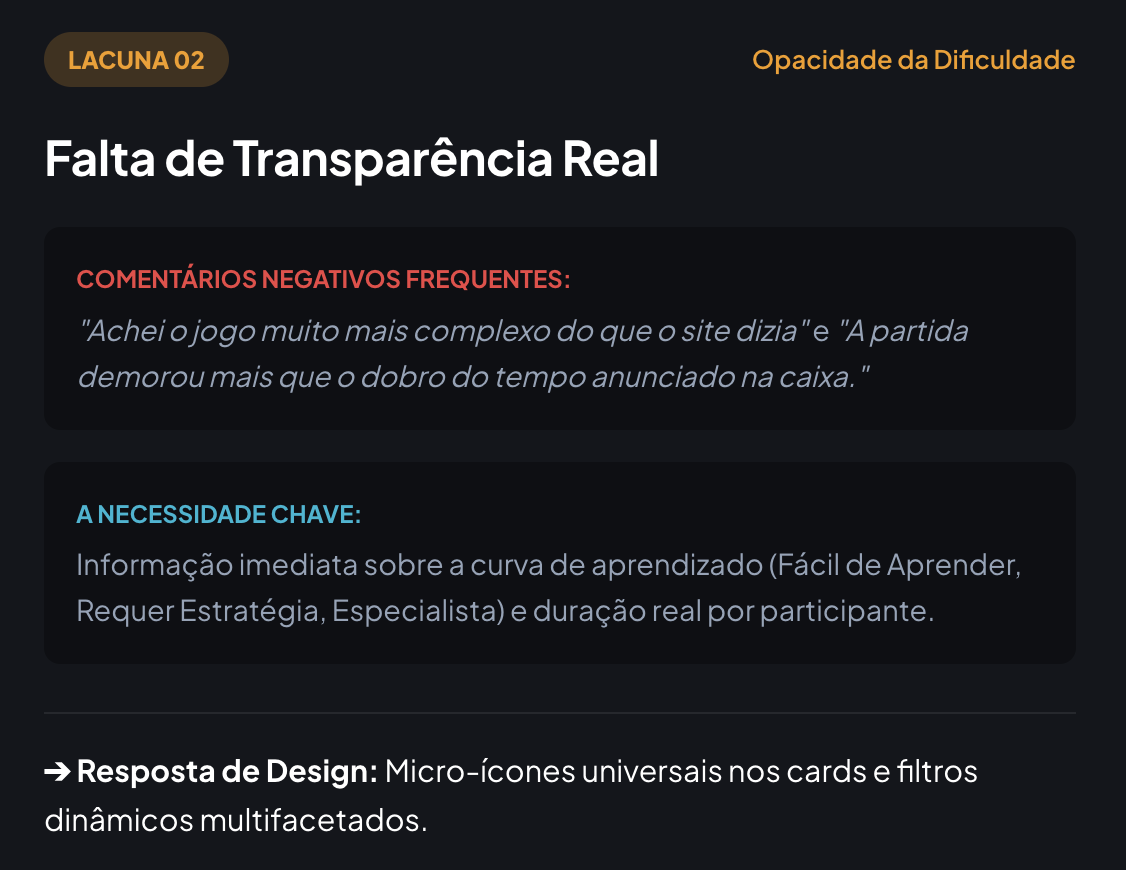 LACUNA 02
Opacidade da Dificuldade
Falta de Transparência Real
COMENTÁRIOS NEGATIVOS FREQUENTES:
"Achei o jogo muito mais complexo do que o site dizia" e "A partida
demorou mais que o dobro do tempo anunciado na caixa."
A NECESSIDADE CHAVE:
Informação imediata sobre a curva de aprendizado (Fácil de Aprender,
Requer Estratégia, Especialista) e duração real por participante.
➔ Resposta de Design: Micro-ícones universais nos cards e filtros
dinâmicos multifacetados.